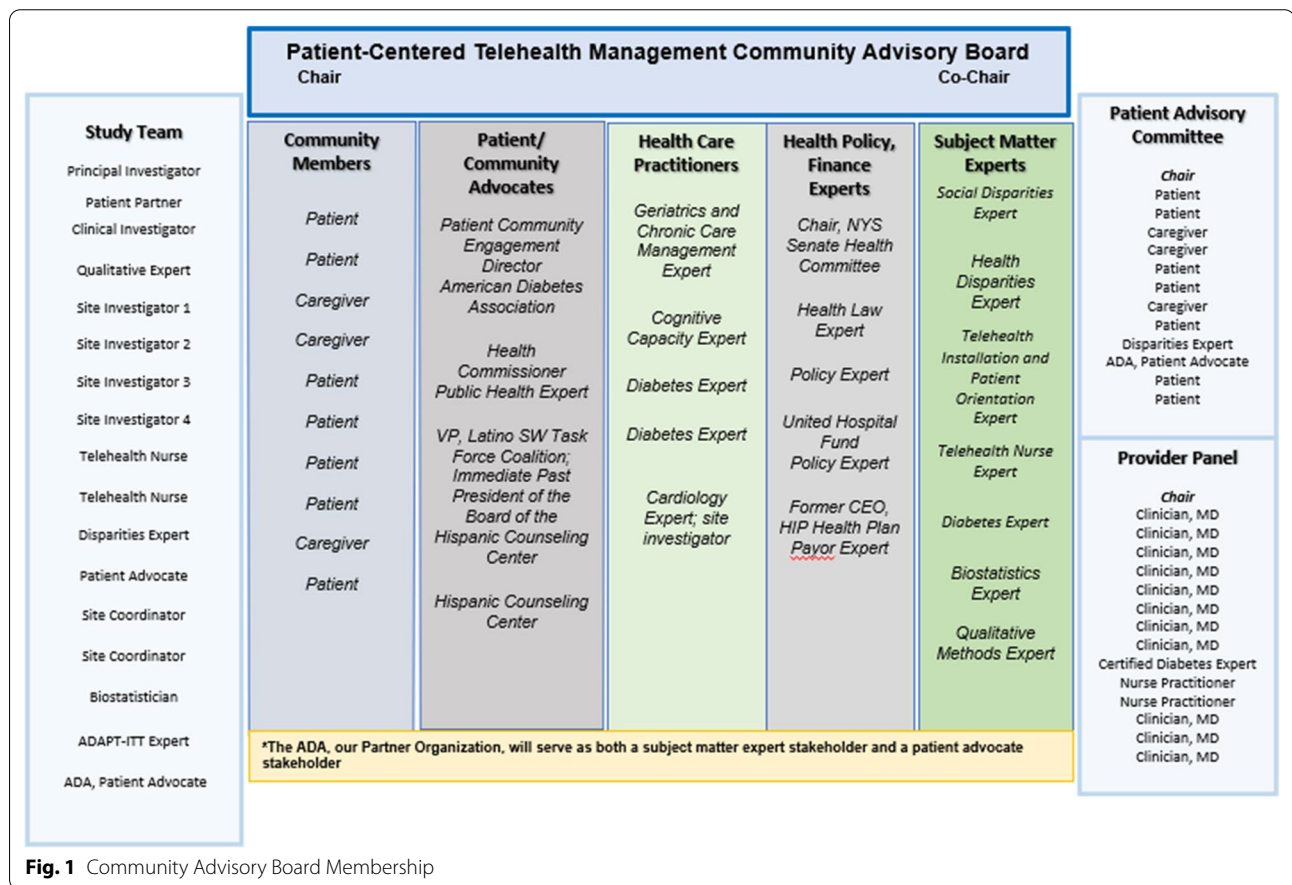 Patient-Centered Telehealth Management Community Advisory Board
Chair
Co-Chair
Study Team
Principal Investigator
Patient Partner
Clinical Investigator
Qualitative Expert
Site Investigator 1
Site Investigator 2
Site Investigator 3
Site Investigator 4
Telehealth Nurse
Telehealth Nurse
Disparities Expert
Patient Advocate
Site Coordinator
Site Coordinator
Biostatistician
ADAPT-ITT Expert
ADA, Patient Advocate
Community
Members
Patient
Patient
Caregiver
Caregiver
Patient
Patient
Patient
Patient
Caregiver
Patient
Patient/
Community
Advocates
Patient Community
Engagement
Director
American Diabetes
Association
Health
Commissioner
Public Health Expert
VP, Latino SW Task
Force Coalition;
Immediate Past
President of the
Board of the
Hispanic Counseling
Center
Hispanic Counseling
Center
Health Care
Practitioners
Geriatrics and
Chronic Care
Management
Expert
Cognitive
Capacity Expert
Diabetes Expert
Diabetes Expert
Cardiology
Expert; site
investigator
Health Policy,
Finance
Experts
Chair, NYS
Senate Health
Committee
Health Law
Expert
Policy Expert
United Hospital
Fund
Policy Expert
Former CEO,
HIP Health Plan
Payor Expert
Subject Matter
Experts
Social Disparities
Expert
Health
Disparities
Expert
Telehealth
Installation and
Patient
Orientation
Expert
Telehealth Nurse
Expert
Diabetes Expert
Biostatistics
Expert
Qualitative
Methods Expert
*The ADA, our Partner Organization, will serve as both a subject matter expert stakeholder and a patient advocate
stakeholder
Patient Advisory
Committee
Chair
Patient
Patient
Caregiver
Caregiver
Patient
Patient
Caregiver
Patient
Disparities Expert
ADA, Patient Advocate
Patient
Patient
Provider Panel
Chair
Clinician, MD
Clinician, MD
Clinician, MD
Clinician, MD
Clinician, MD
Clinician, MD
Clinician, MD
Clinician, MD
Certified Diabetes Expert
Nurse Practitioner
Nurse Practitioner
Clinician, MD
Clinician, MD
Clinician, MD
Fig. 1 Community Advisory Board Membership